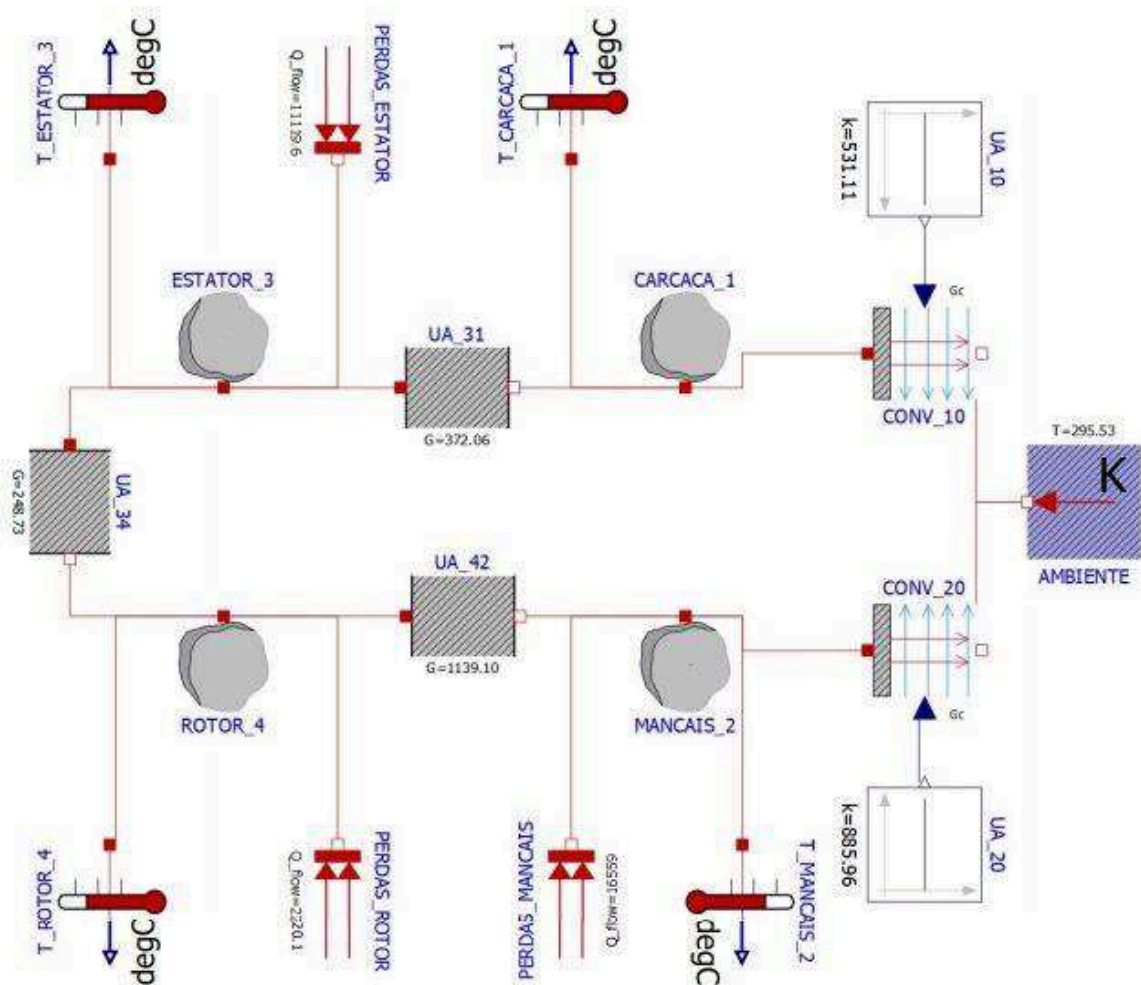 degC
T_ESTATOR_3
PERDAS_ESTATOR
Q_flow=11119.6
degC
T_CARCACA_1
UA_10
k=531.11
ESTATOR_3
CARCACA_1
Gc
UA_31
G=372.06
CONV_10
T=295.53
K
AMBIENTE
UA_34
G=248.73
UA_42
G=1139.10
CONV_20
Gc
ROTOR_4
MANCAIS_2
UA_20
k=885.96
T_ROTOR_4
degC
PERDAS_ROTOR
Q_flow=2220.1
PERDAS_MANCAIS
Q_flow=16559
degC
T_MANCAIS_2